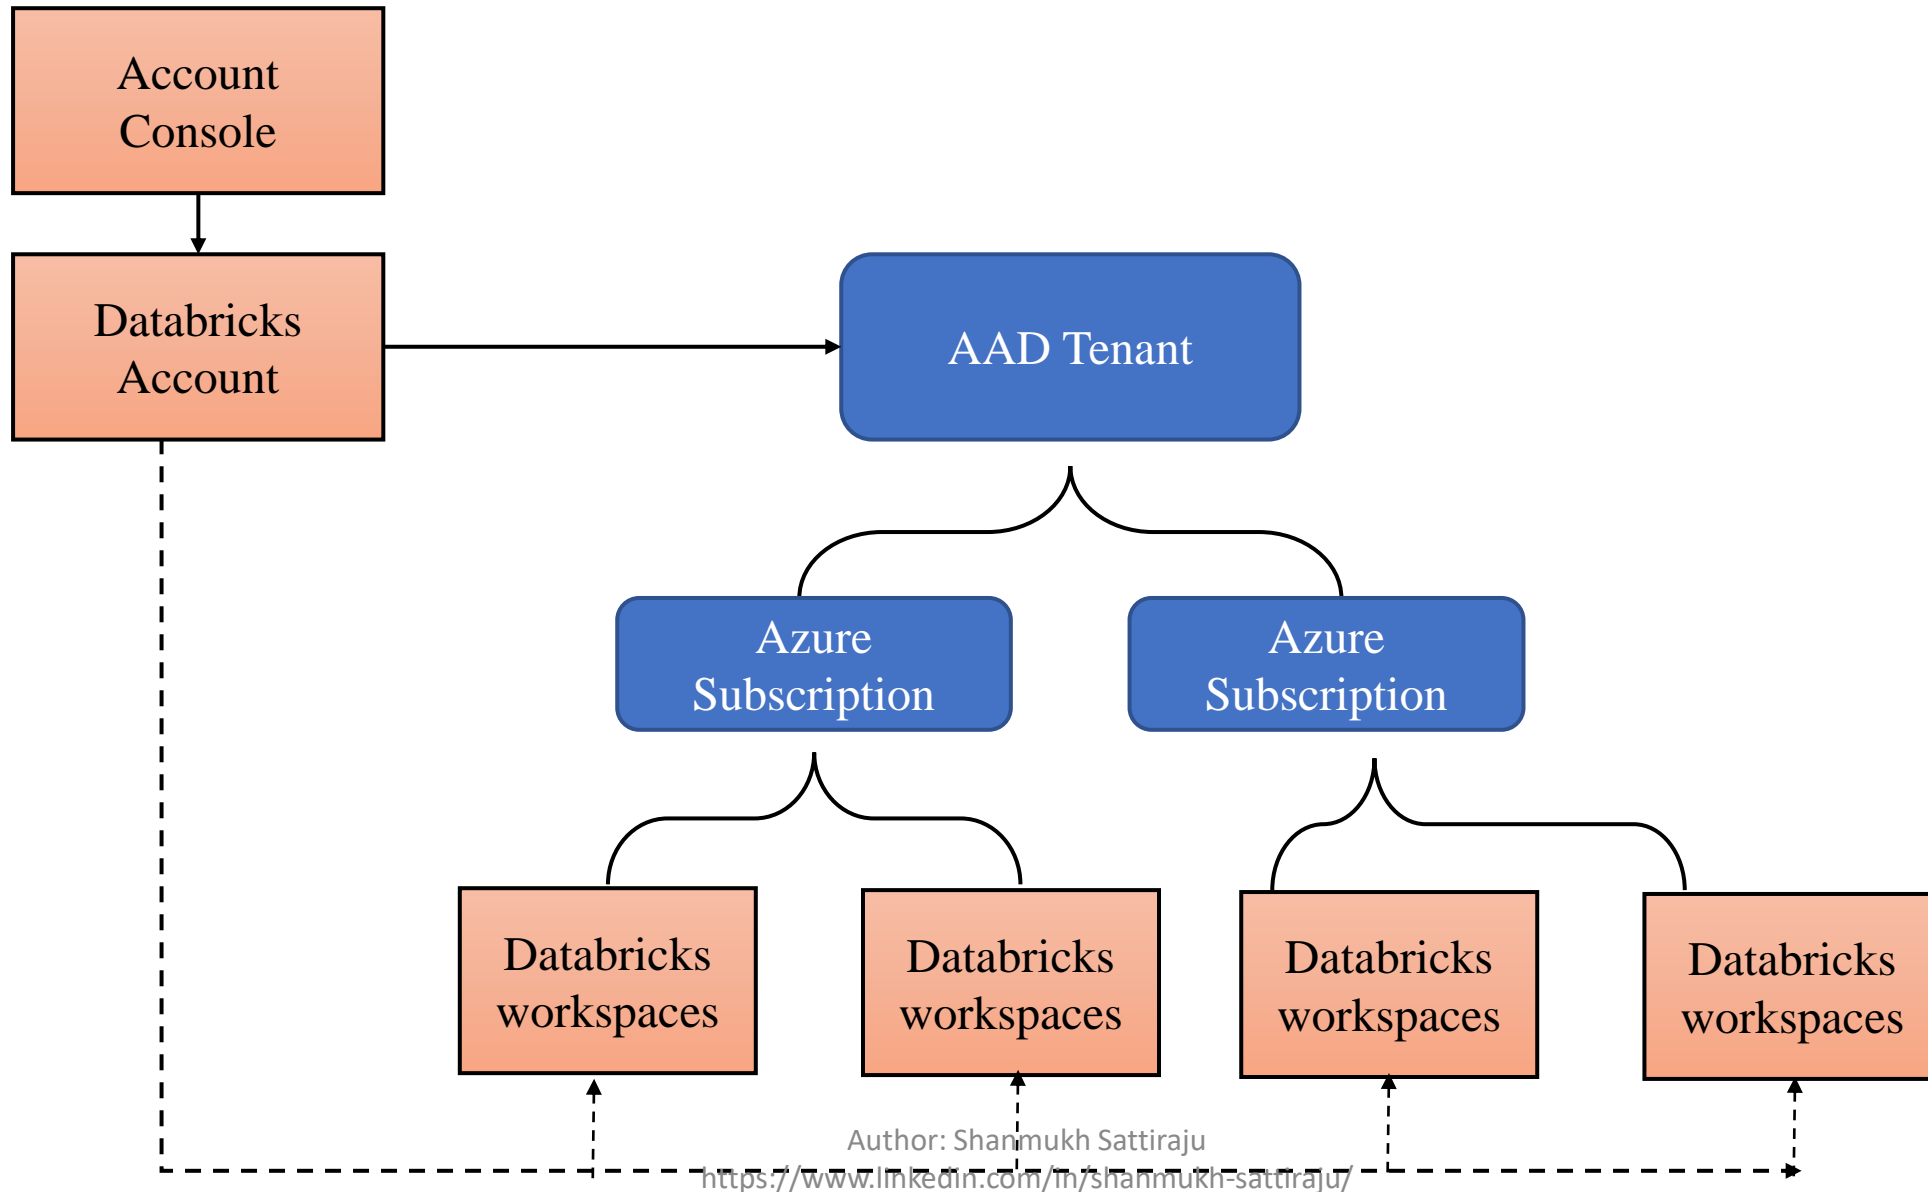 Account
Console
Databricks
Account
AAD Tenant
Azure
Subscription
Azure
Subscription
Databricks
workspaces
Databricks
workspaces
Databricks
workspaces
Databricks
workspaces
Author: Shanmukh Sattiraju
https://www.linkedin.com/in/shanmukh-sattiraju/